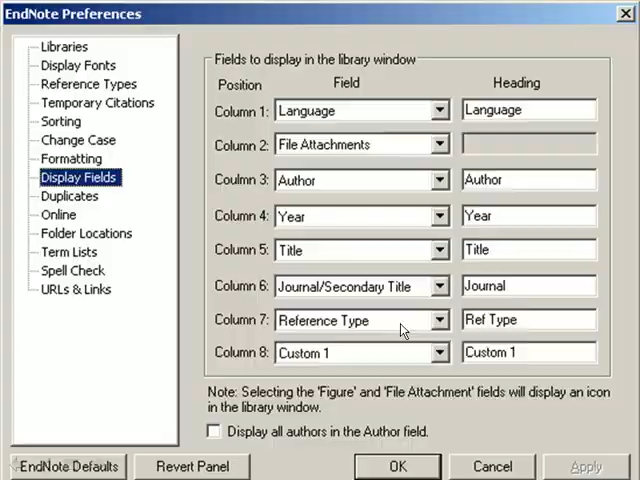 EndNote Preferences
Libraries
Display Fonts
Reference Types
Temporary Citations
Sorting
Change Case
Formatting
Display Fields
Duplicates
Online
Folder Locations
Term Lists
Spell Check
URLs & Links
Fields to display in the library window
Position Field Heading
Column 1: Language Language
Column 2: File Attachments
Coulmn 3: Author Author
Column 4: Year Year
Column 5: Title Title
Column 6: Journal/Secondary Title Journal
Column 7: Reference Type Ref Type
Column 8: Custom 1 Custom 1
Note: Selecting the 'Figure' and 'File Attachment' fields will display an icon
in the library window.
Display all authors in the Author field.
EndNote Defaults Revert Panel OK Cancel Apply